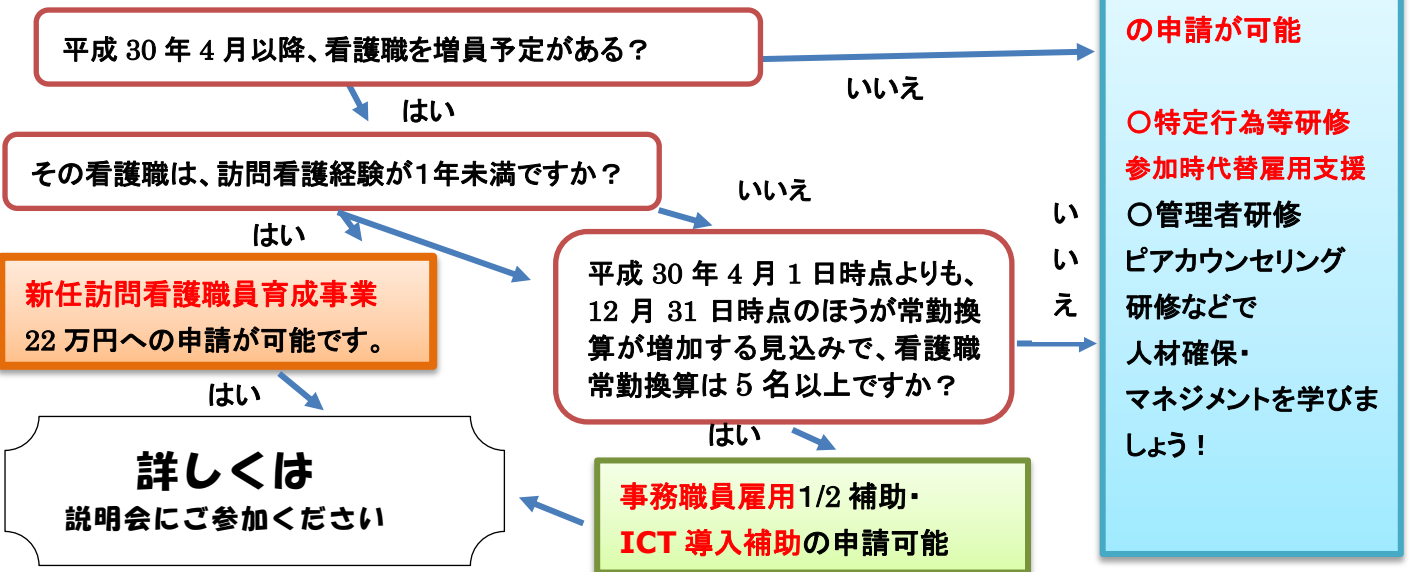 平成 30 年 4 月以降、看護職を増員予定がある?
はい
いいえ
その看護職は、訪問看護経験が1年未満ですか?
はい
いいえ
新任訪問看護職員育成事業
22 万円への申請が可能です。
はい
平成 30 年 4 月 1 日時点よりも、
12 月 31 日時点のほうが常勤換
算が増加する見込みで、看護職
常勤換算は 5 名以上ですか?
はい
いいえ
事務職員雇用1/2 補助・
ICT 導入補助の申請可能
詳しくは
説明会にご参加ください
の申請が可能
○特定行為等研修
参加時代替雇用支援
○管理者研修
ピアカウンセリング
研修などで
人材確保・
マネジメントを学びま
しょう!